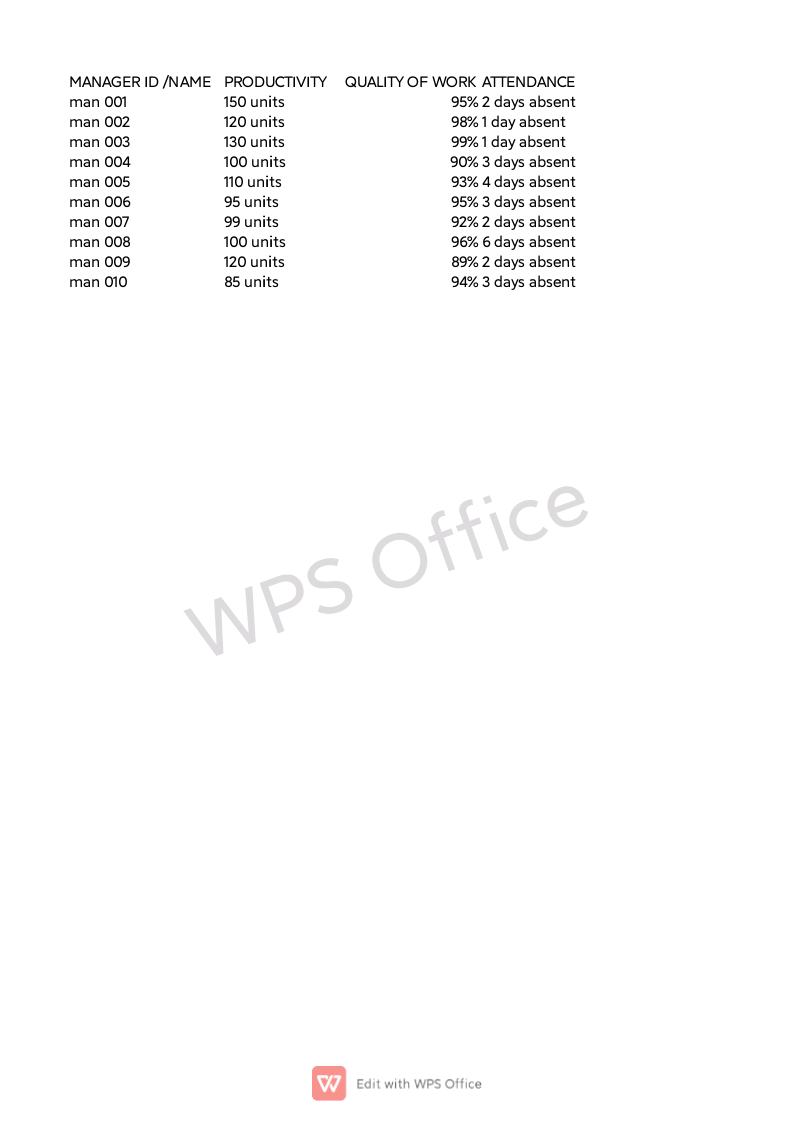 MANAGER ID /NAME PRODUCTIVITY QUALITY OF WORK ATTENDANCE
man 001 150 units 95% 2 days absent
man 002 120 units 98% 1 day absent
man 003 130 units 99% 1 day absent
man 004 100 units 90% 3 days absent
man 005 110 units 93% 4 days absent
man 006 95 units 95% 3 days absent
man 007 99 units 92% 2 days absent
man 008 100 units 96% 6 days absent
man 009 120 units 89% 2 days absent
man 010 85 units 94% 3 days absent
WPS Office
Edit with WPS Office